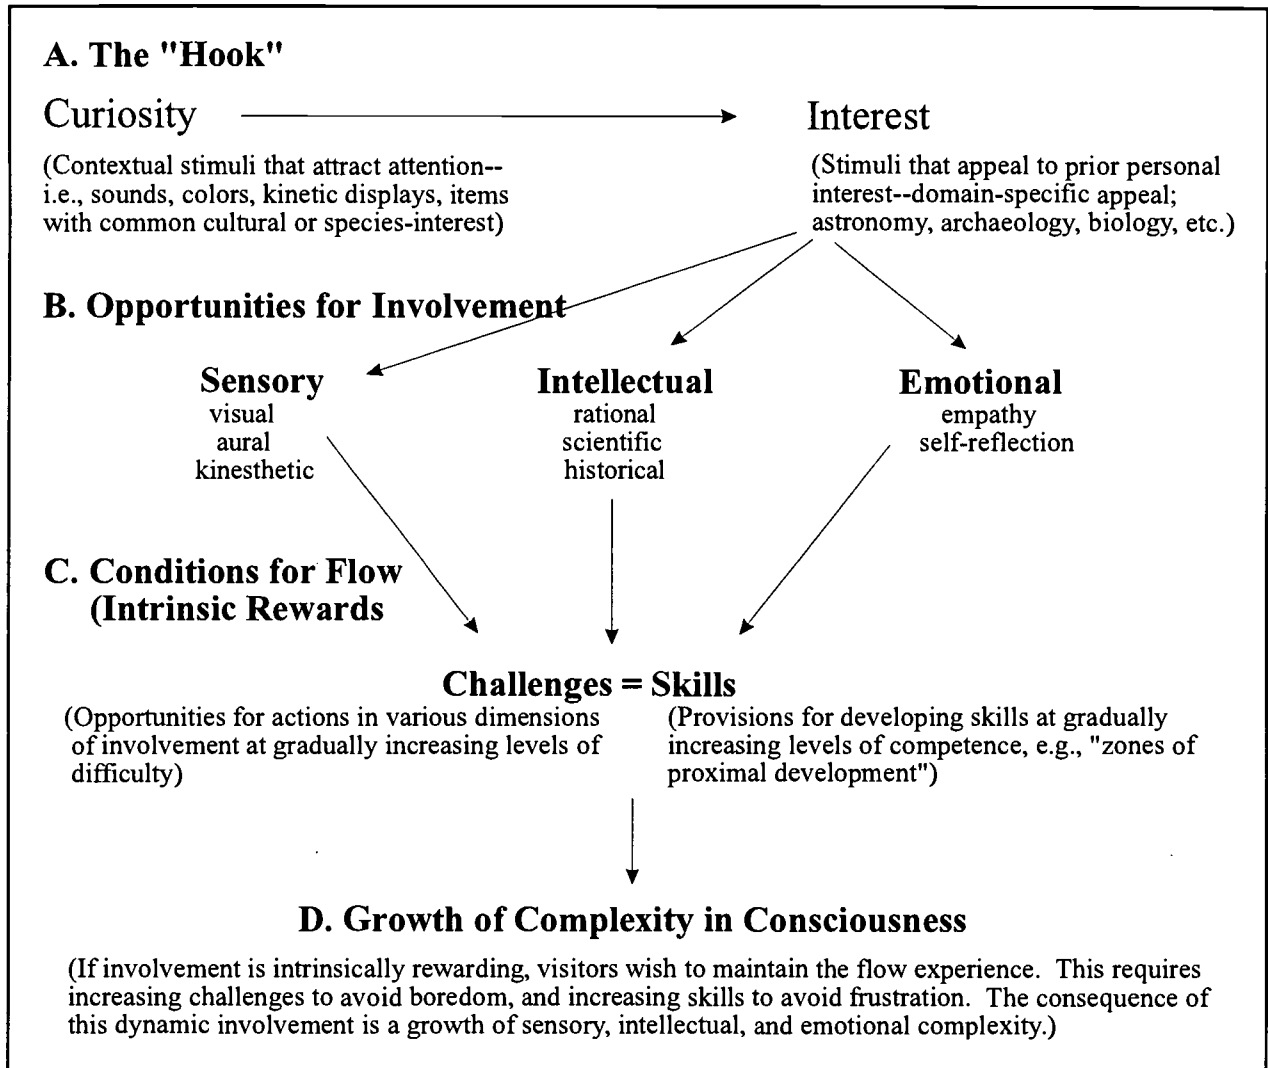 A. The "Hook"
Curiosity
Interest
(Contextual stimuli that attract attention--
i.e., sounds, colors, kinetic displays, items
with common cultural or species-interest)
(Stimuli that appeal to prior personal
interest--domain-specific appeal;
astronomy, archaeology, biology, etc.)
B. Opportunities for Involvement
Sensory
visual
aural
kinesthetic
Intellectual
rational
scientific
historical
Emotional
empathy
self-reflection
C. Conditions for Flow
(Intrinsic Rewards
Challenges = Skills
(Opportunities for actions in various dimensions
of involvement at gradually increasing levels of
difficulty)
(Provisions for developing skills at gradually
increasing levels of competence, e.g., "zones of
proximal development")
D. Growth of Complexity in Consciousness
(If involvement is intrinsically rewarding, visitors wish to maintain the flow experience.  This requires
increasing challenges to avoid boredom, and increasing skills to avoid frustration.  The consequence of
this dynamic involvement is a growth of sensory, intellectual, and emotional complexity.)